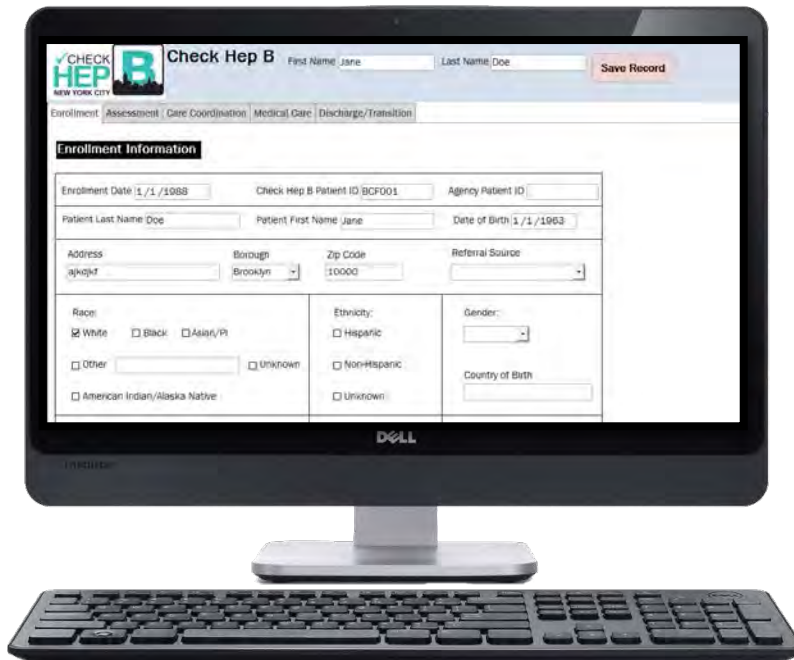 ✓CHECK
HEP B
NEW YORK CITY
Check Hep B First Name Jane Last Name Doe Save Record
Enrollment Assessment Care Coordination Medical Care Discharge/Transition
Enrollment Information
Enrollment Date 1/1/1988 Check Hep B Patient ID BCF001 Agency Patient ID
Patient Last Name Doe Patient First Name Jane Date of Birth 1/1/1963
Address Borough Zip Code Referral Source
ajkdjkf Brooklyn 10000
Race: Ethnicity: Gender:
White Black Asian/PI Hispanic
Other Unknown Non-Hispanic
Country of Birth
American Indian/Alaska Native Unknown
DELL